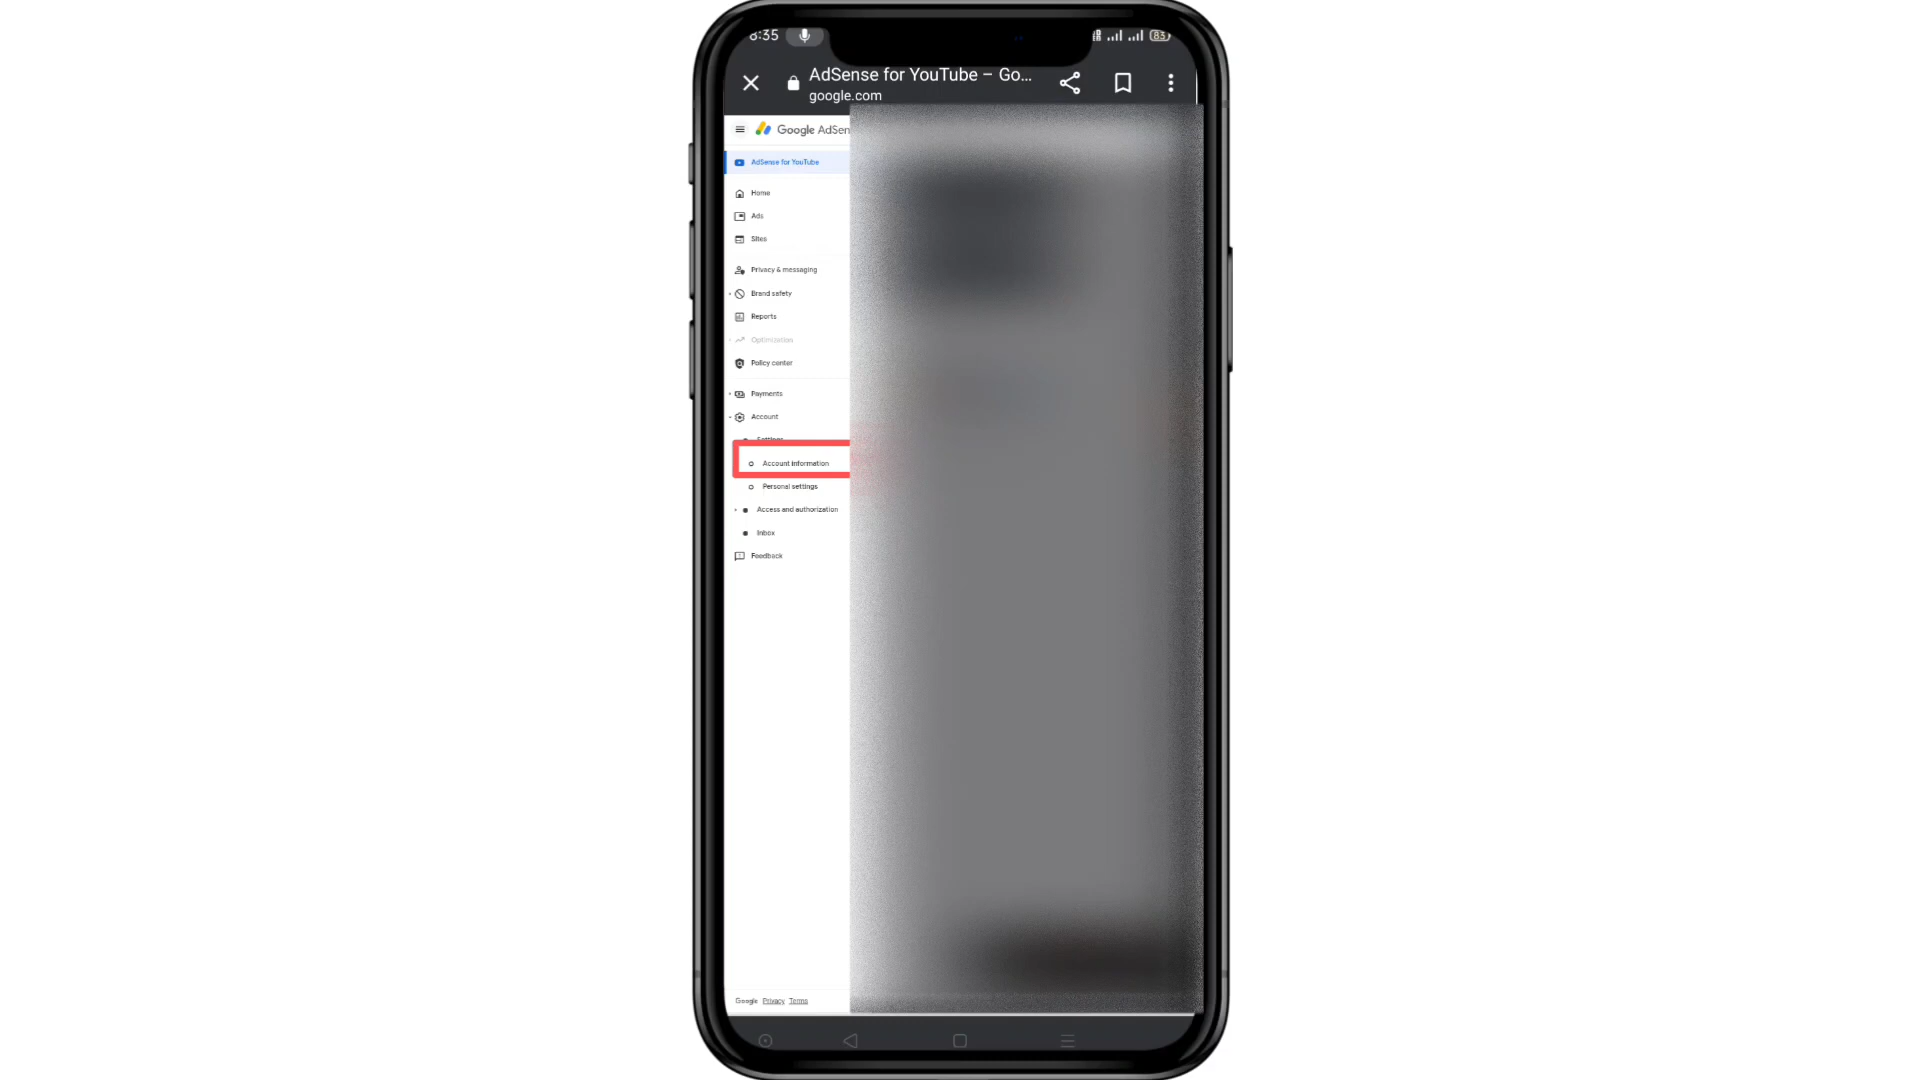 8:35 83
AdSense for YouTube – Go...
google.com
Google AdSen
AdSense for YouTube
Home
Ads
Sites
Privacy & messaging
Brand safety
Reports
Optimization
Policy center
Payments
Account
Settings
Account information
Personal settings
Access and authorization
Inbox
Feedback
Google Privacy Terms